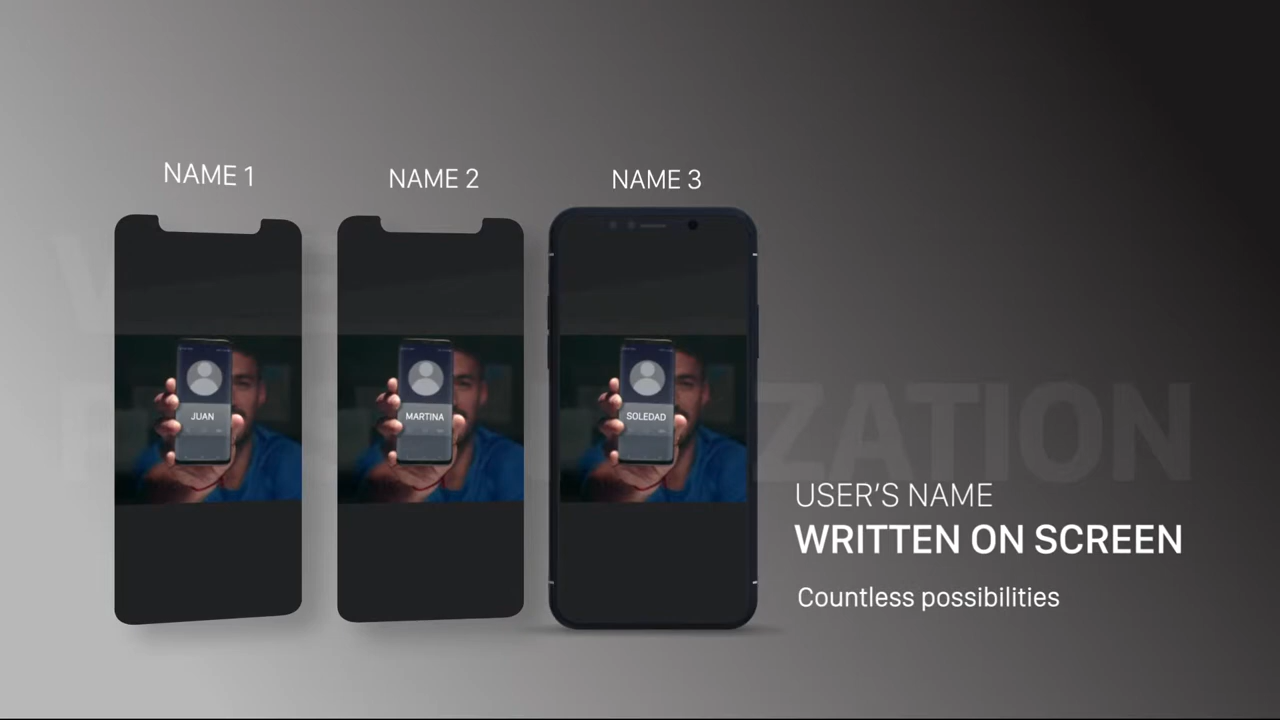 NAME 1
NAME 2
NAME 3
JUAN
MARTINA
SOLEDAD
ZATION
USER'S NAME
WRITTEN ON SCREEN
Countless possibilities